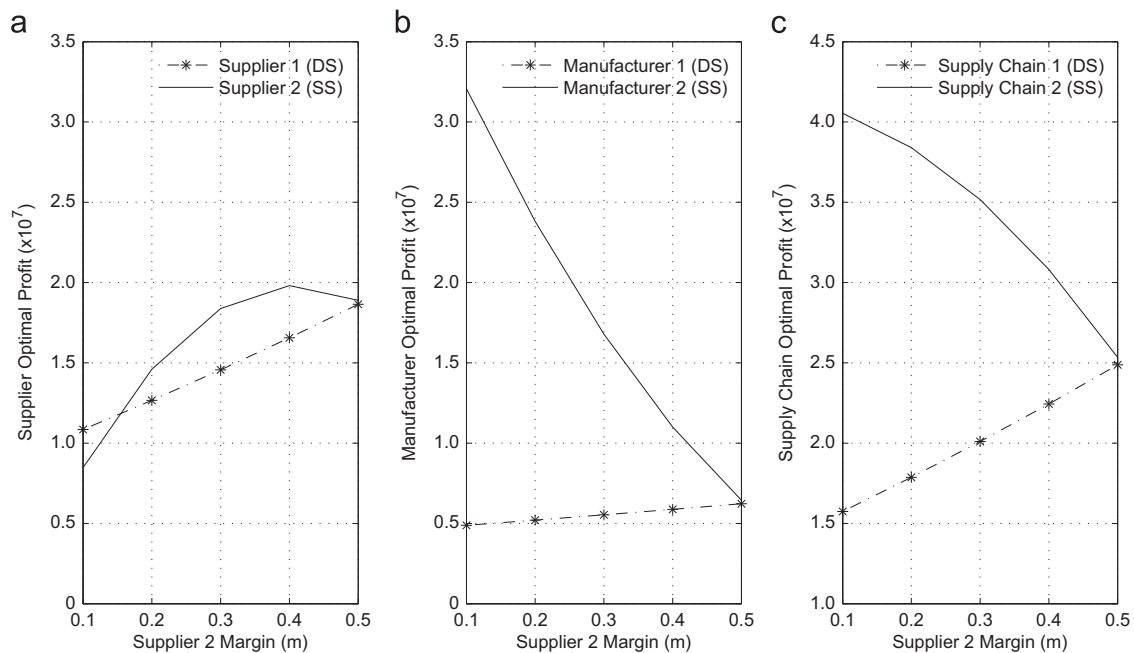 a
3.5
3.0
2.5
2.0
1.5
1.0
0.5
0
Supplier Optimal Profit (x10^7)
Supplier 1 (DS)
Supplier 2 (SS)
0.1 0.2 0.3 0.4 0.5
Supplier 2 Margin (m)
b
3.5
3.0
2.5
2.0
1.5
1.0
0.5
0
Manufacturer Optimal Profit (x10^7)
Manufacturer 1 (DS)
Manufacturer 2 (SS)
0.1 0.2 0.3 0.4 0.5
Supplier 2 Margin (m)
c
4.5
4.0
3.5
3.0
2.5
2.0
1.5
1.0
Supply Chain Optimal Profit (x10^7)
Supply Chain 1 (DS)
Supply Chain 2 (SS)
0.1 0.2 0.3 0.4 0.5
Supplier 2 Margin (m)